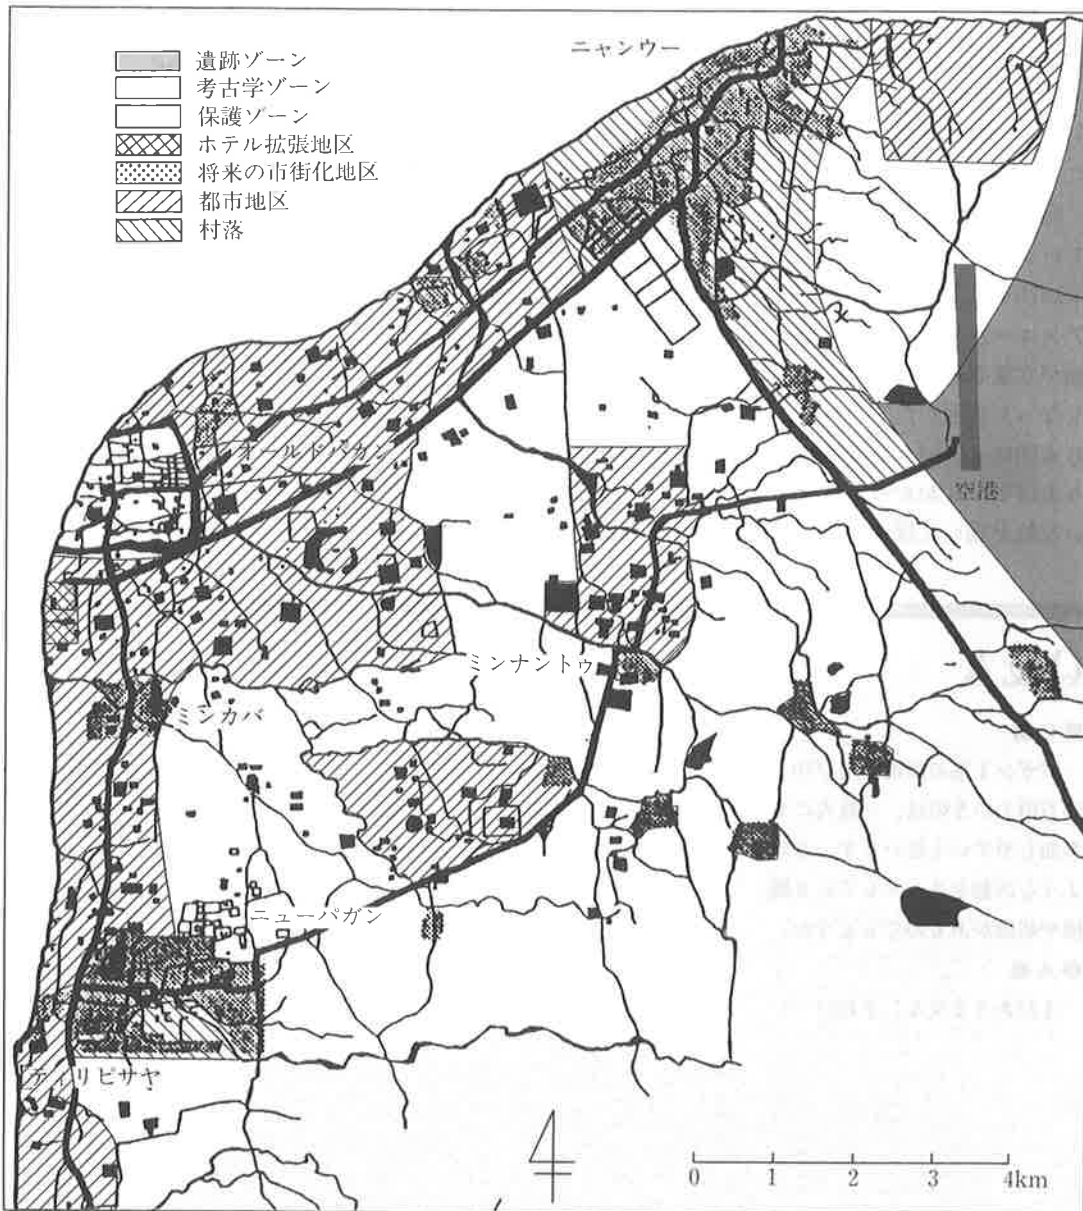 ニャンウー
遺跡ゾーン
考古学ゾーン
保護ゾーン
ホテル拡張地区
将来の市街化地区
都市地区
村落
オールドパガン
空港
ミンナントゥ
ミンカバ
ニューパガン
ティリピサヤ
0 1 2 3 4km